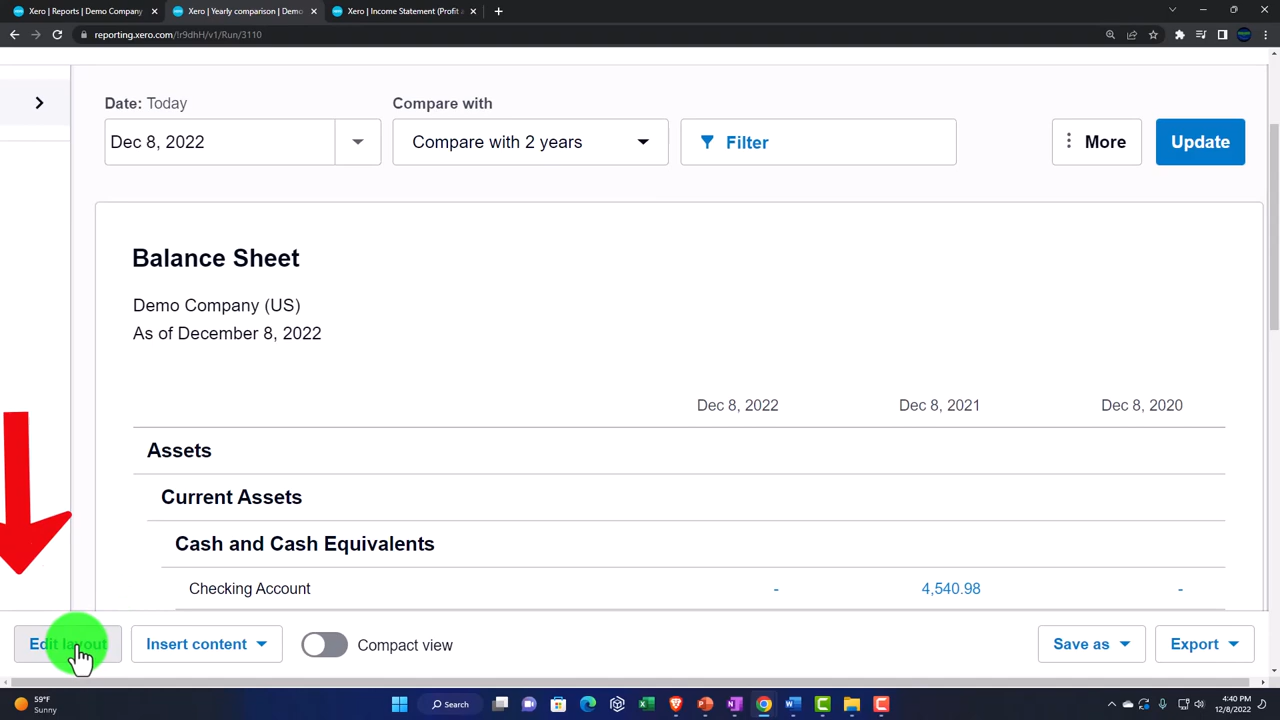 Xero | Reports | Demo Company
Xero | Yearly comparison | Demo
Xero | Income Statement (Profit a
reporting.xero.com/!r9dhH/v1/Run/3110
Date: Today
Compare with
Dec 8, 2022
Compare with 2 years
Filter
More
Update
Balance Sheet
Demo Company (US)
As of December 8, 2022
Dec 8, 2022 Dec 8, 2021 Dec 8, 2020
Assets
Current Assets
Cash and Cash Equivalents
Checking Account - 4,540.98 -
Edit layout
Insert content
Compact view
Save as
Export
59°F
Sunny
Search
4:40 PM
12/8/2022